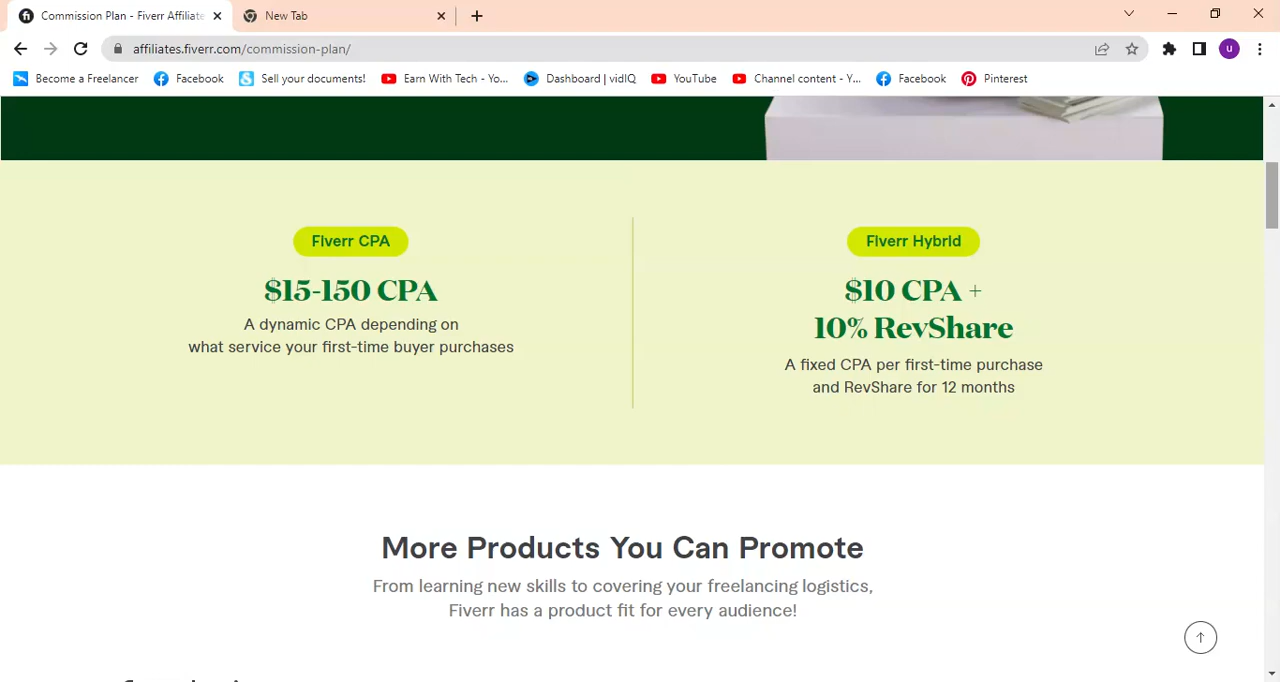 Commission Plan - Fiverr Affiliate
New Tab
affiliates.fiverr.com/commission-plan/
U
Become a Freelancer
Facebook
Sell your documents!
Earn With Tech - Yo...
Dashboard | vidIQ
YouTube
Channel content - Y...
Facebook
Pinterest
Fiverr CPA
$15-150 CPA
A dynamic CPA depending on
what service your first-time buyer purchases
Fiverr Hybrid
$10 CPA +
10% RevShare
A fixed CPA per first-time purchase
and RevShare for 12 months
More Products You Can Promote
From learning new skills to covering your freelancing logistics,
Fiverr has a product fit for every audience!